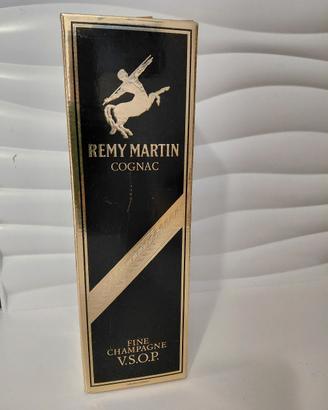 REMY MARTIN
COGNAC
FINE
CHAMPAGNE
V.S.O.P.